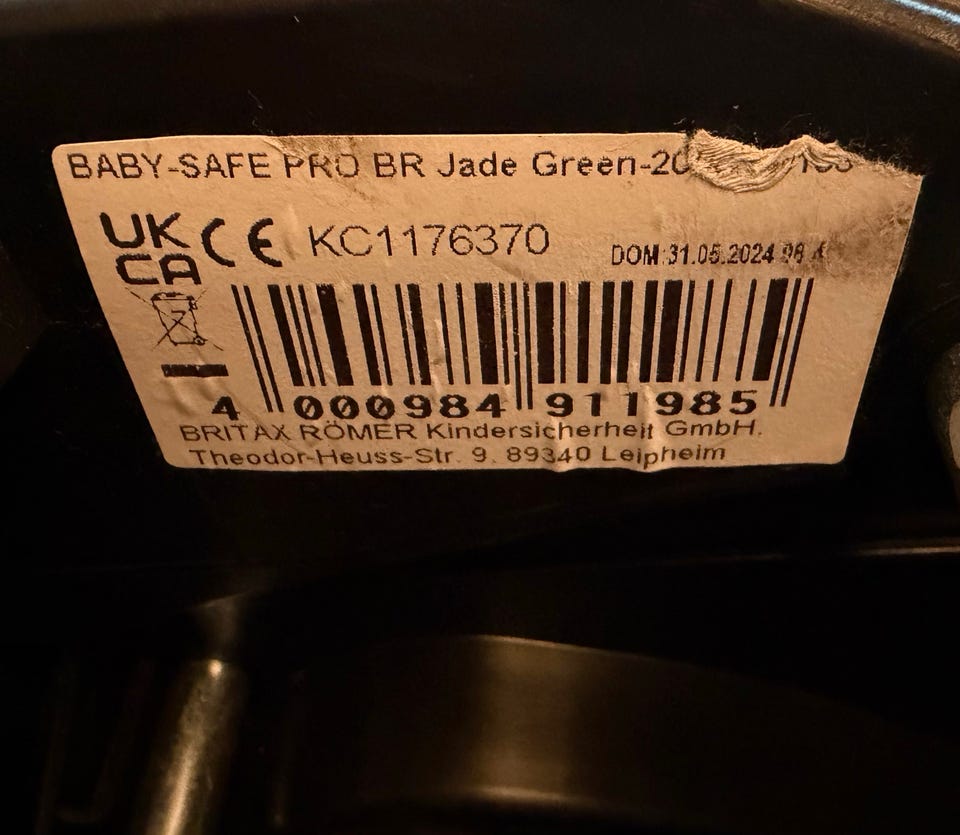 BABY-SAFE PRO BR Jade Green-20
UK
CA CE KC1176370 DOM:31.05.2024
4 000984 911985
BRITAX RÖMER Kindersicherheit GmbH.
Theodor-Heuss-Str. 9. 89340 Leipheim